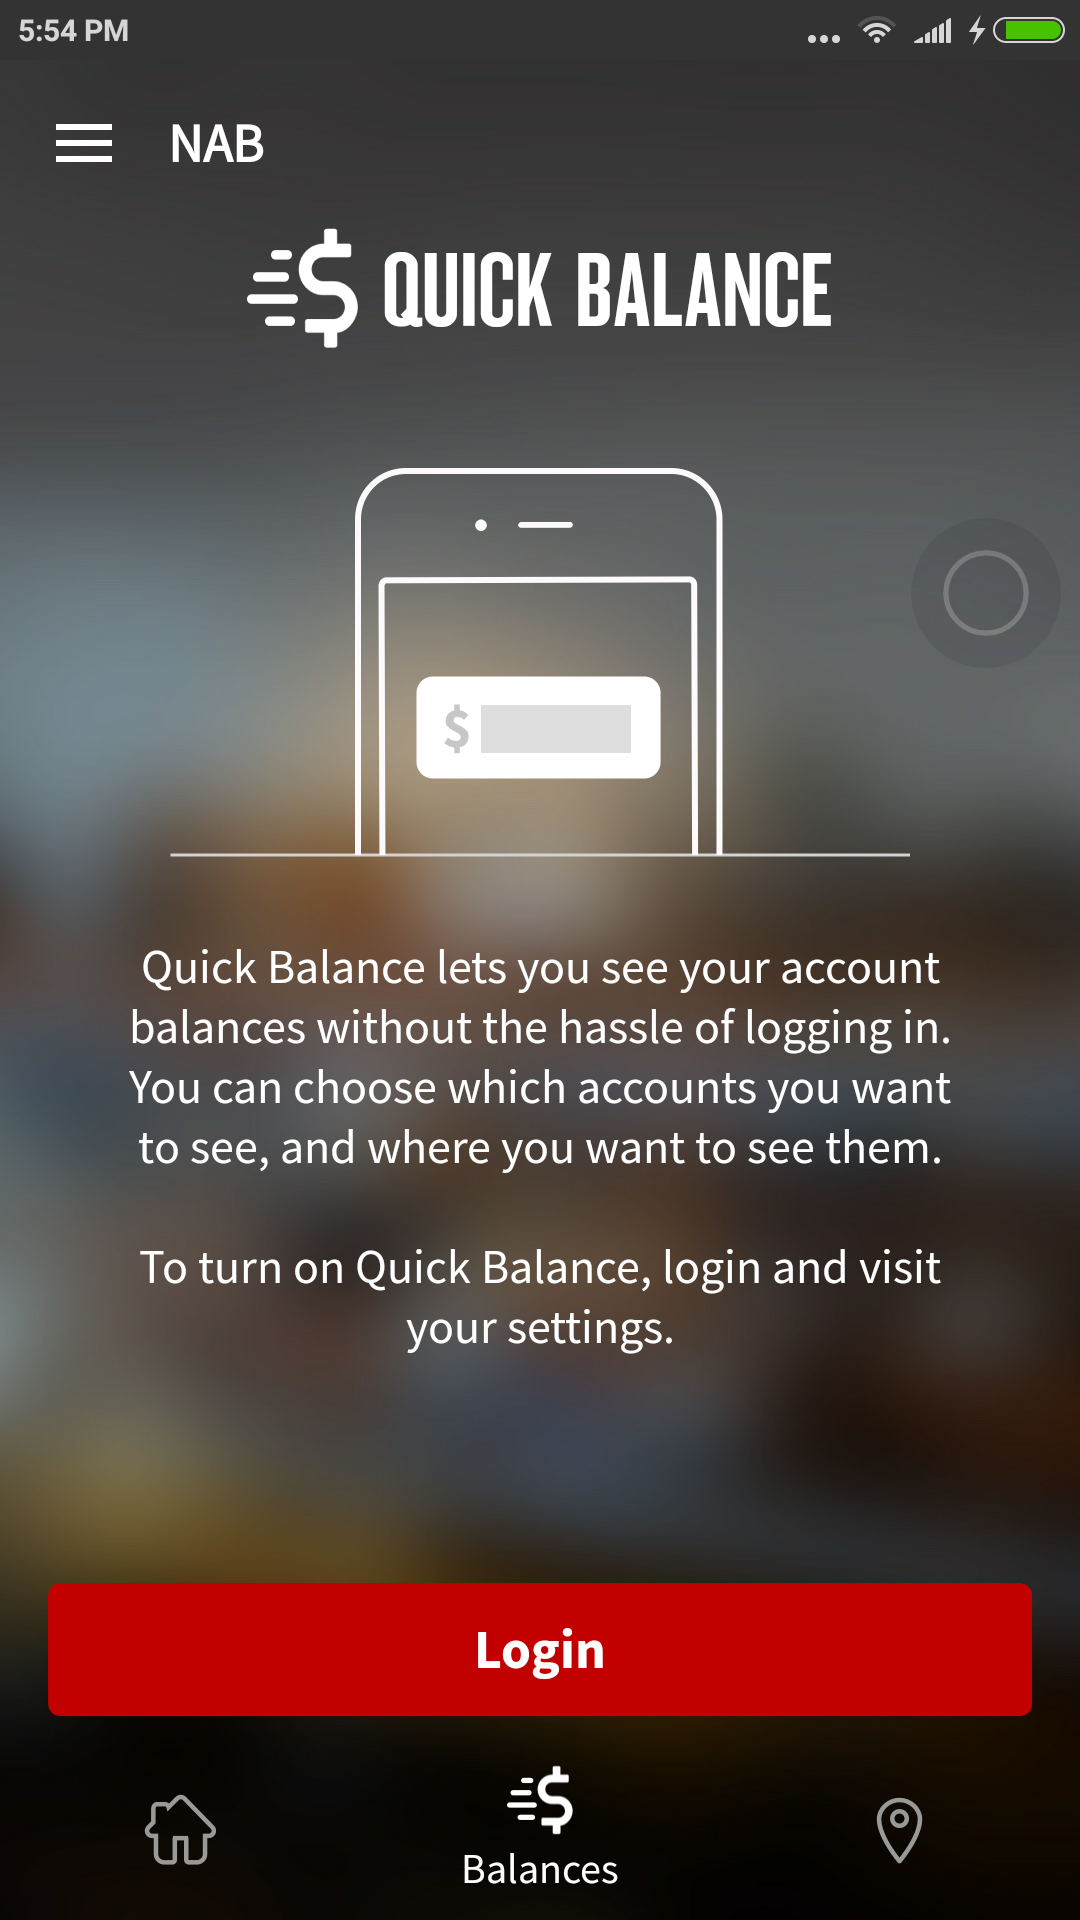 5:54 PM
NAB
$ QUICK BALANCE
$
Quick Balance lets you see your account
balances without the hassle of logging in.
You can choose which accounts you want
to see, and where you want to see them.
To turn on Quick Balance, login and visit
your settings.
Login
$
Balances